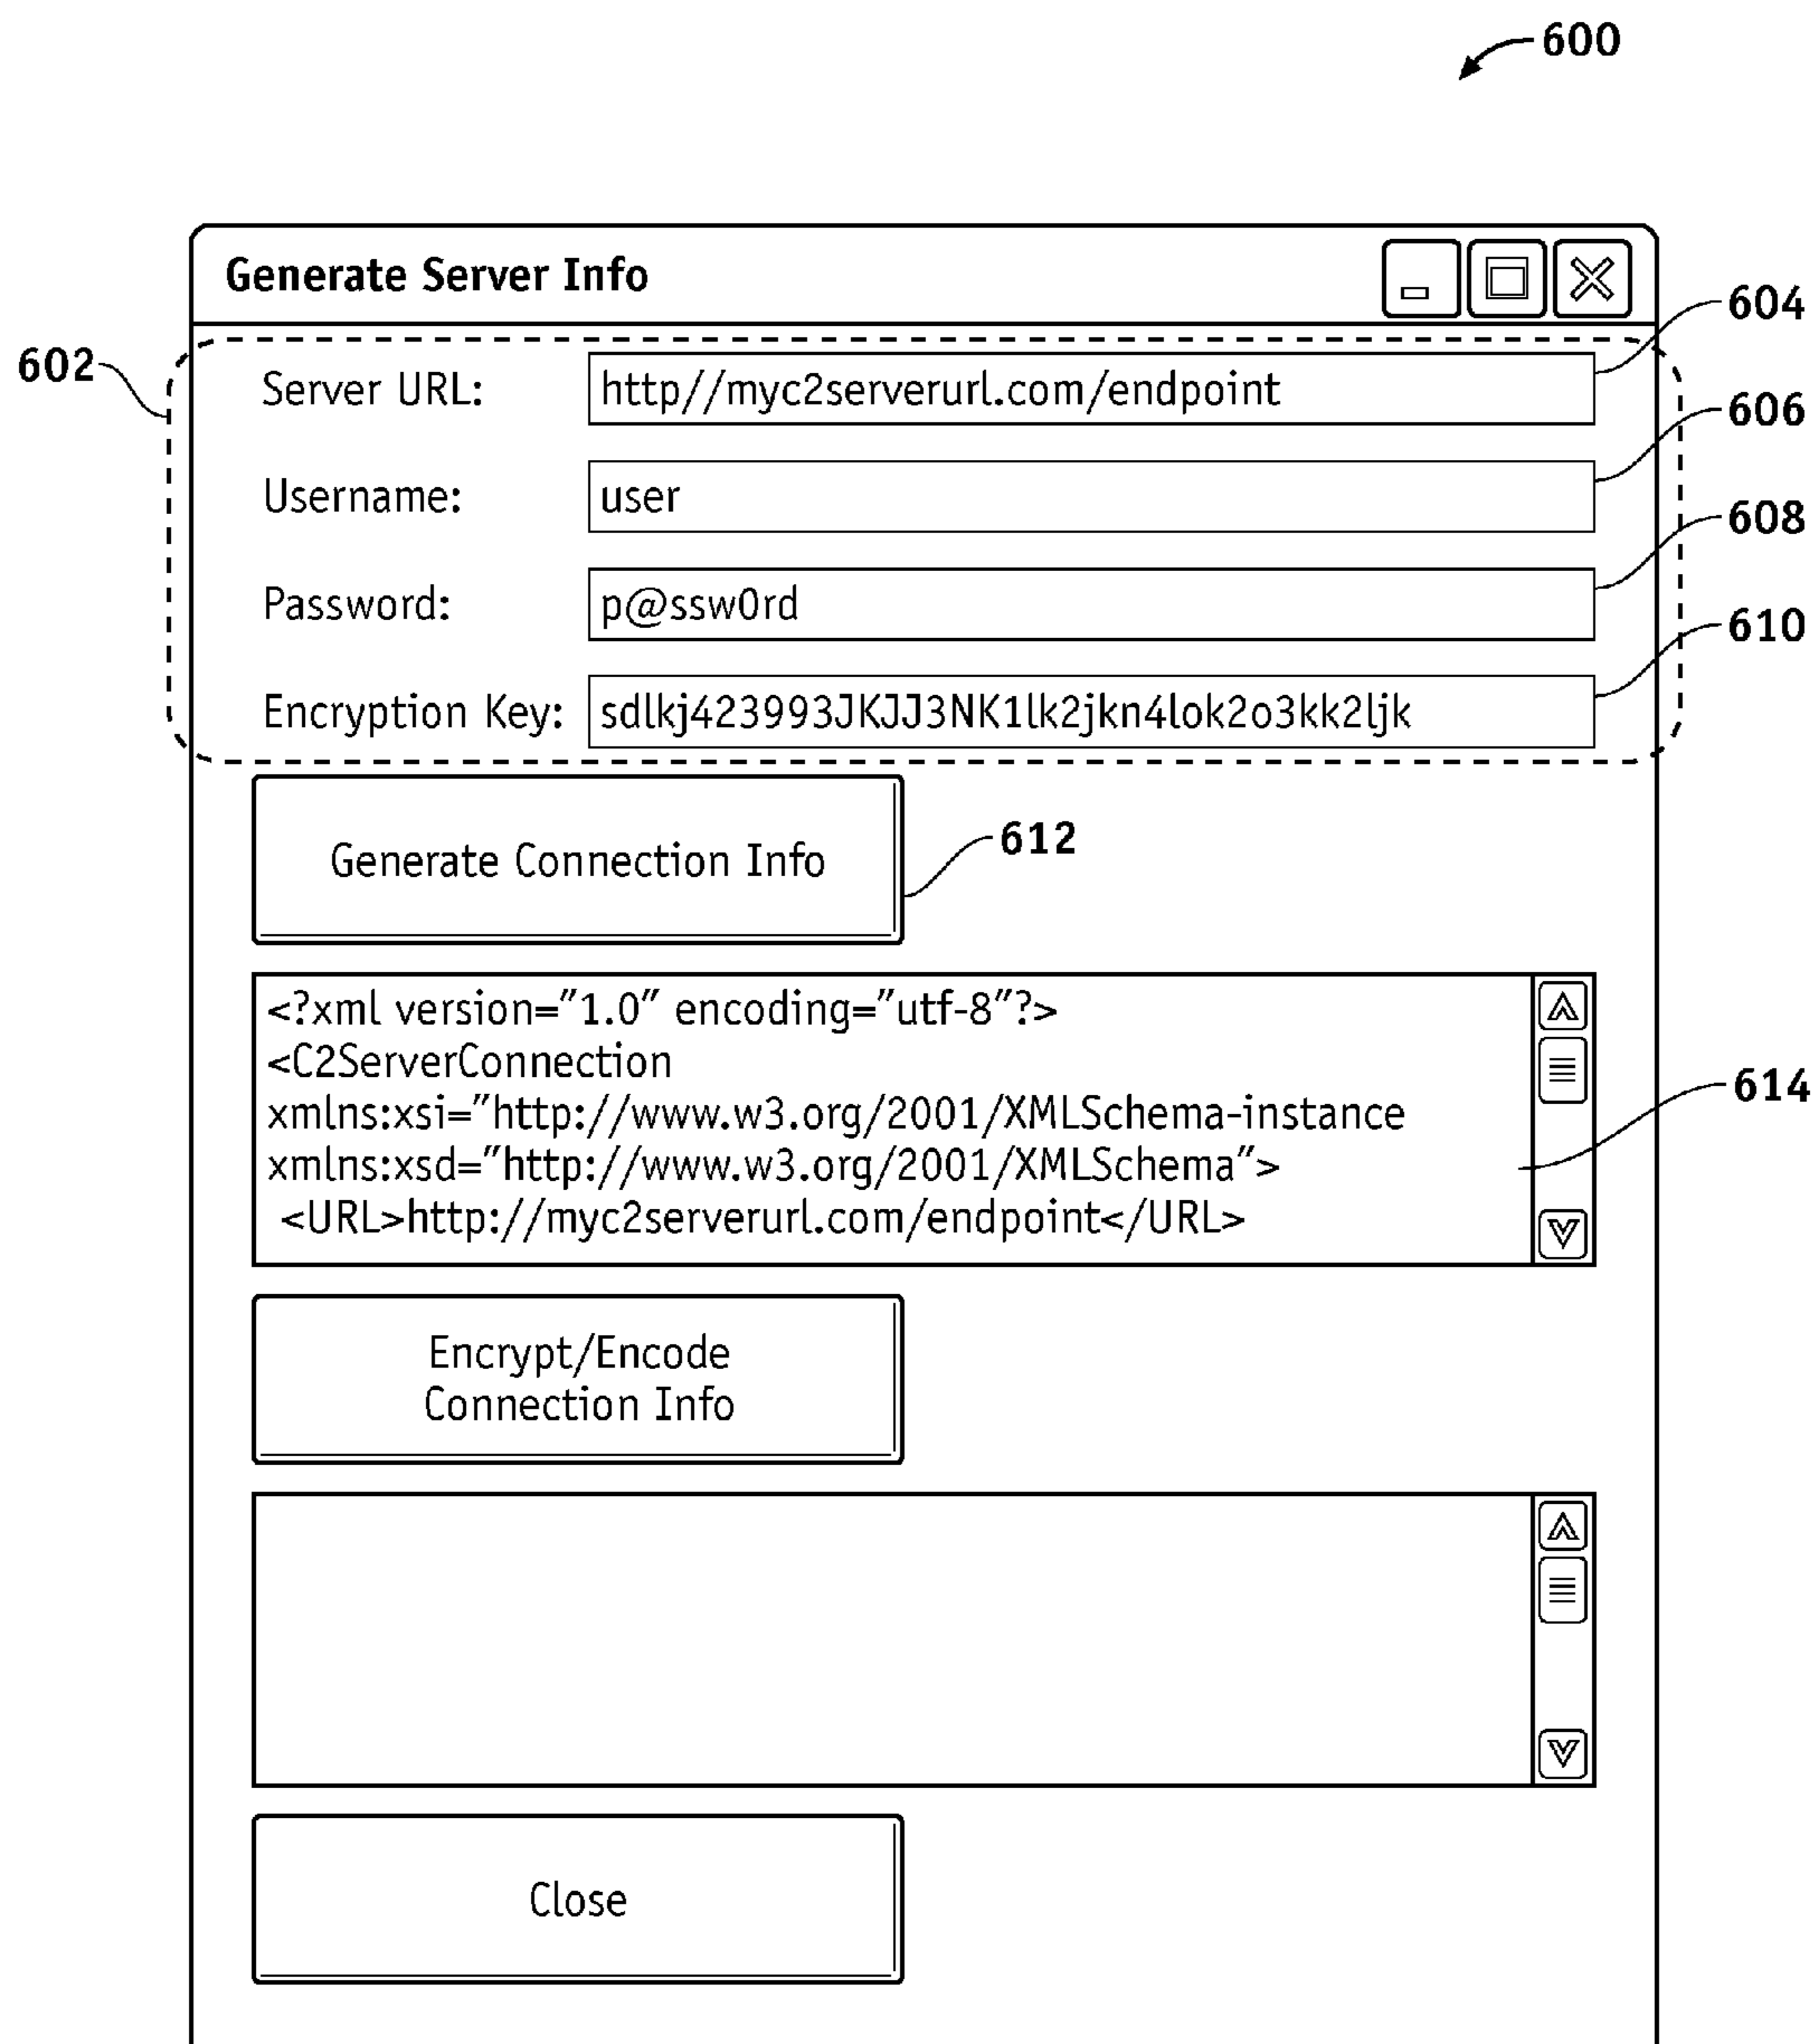 600
Generate Server Info
602
Server URL: http//myc2serverurl.com/endpoint 604
Username: user 606
Password: p@ssw0rd 608
Encryption Key: sdlkj423993JKJJ3NK1lk2jkn4lok2o3kk2ljk 610
Generate Connection Info 612
<?xml version="1.0" encoding="utf-8"?>
<C2ServerConnection
xmlns:xsi="http://www.w3.org/2001/XMLSchema-instance
xmlns:xsd="http://www.w3.org/2001/XMLSchema">
<URL>http://myc2serverurl.com/endpoint</URL>
614
Encrypt/Encode
Connection Info
Close